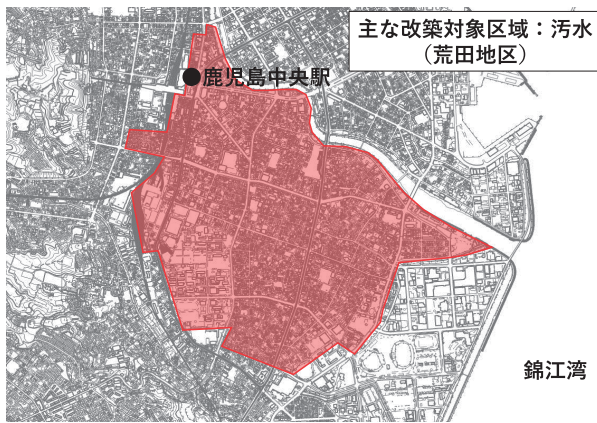 主な改築対象区域：汚水
（荒田地区）
鹿児島中央駅
錦江湾